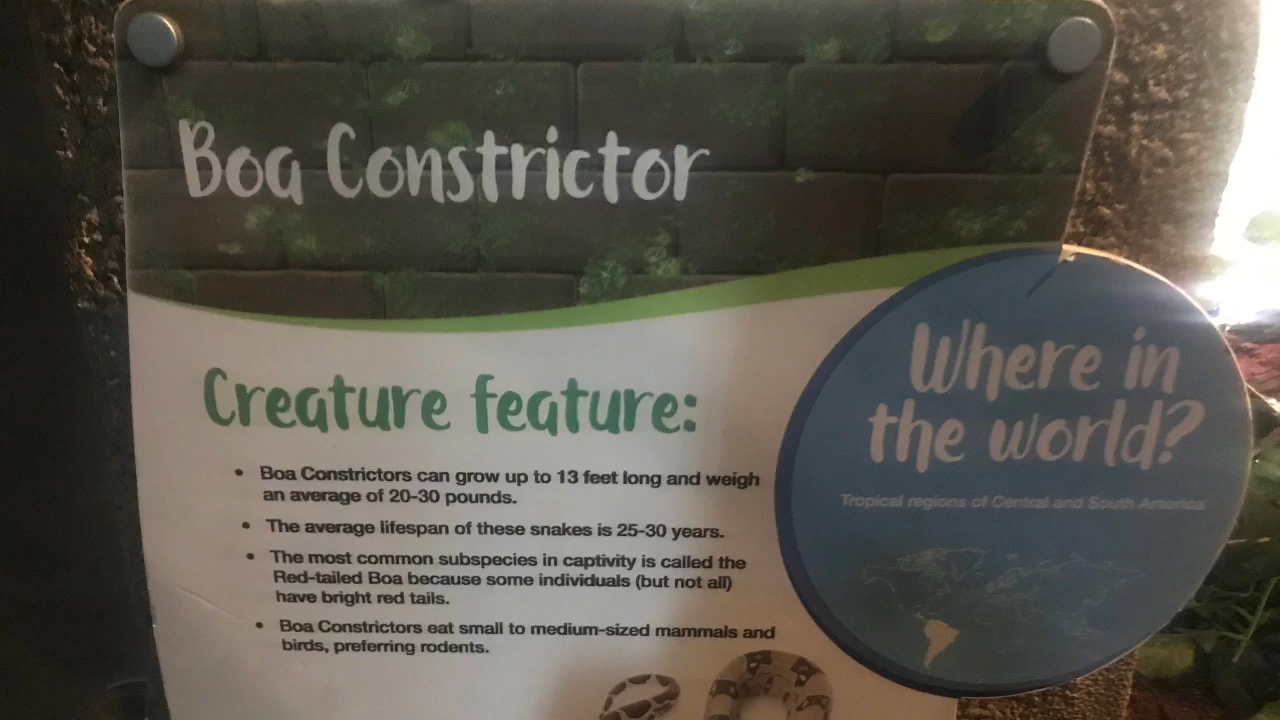 Boa Constrictor
Creature feature:
• Boa Constrictors can grow up to 13 feet long and weigh
an average of 20-30 pounds.
• The average lifespan of these snakes is 25-30 years.
• The most common subspecies in captivity is called the
Red-tailed Boa because some individuals (but not all)
have bright red tails.
• Boa Constrictors eat small to medium-sized mammals and
birds, preferring rodents.
Where in
the world?
Tropical regions of Central and South America